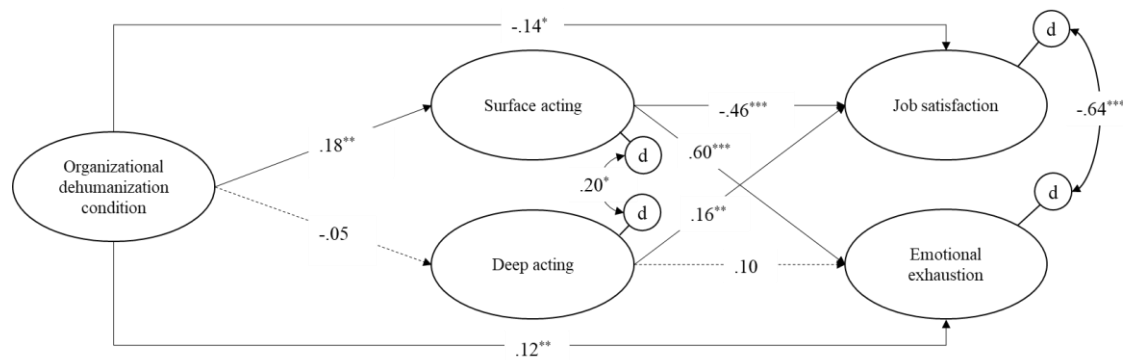 -.14*
d
Surface acting
Job satisfaction
-.46***
-.64***
.18**
d
.60***
Organizational
dehumanization
condition
.20*
d
d
.16**
-.05
Deep acting
.10
Emotional
exhaustion
.12**